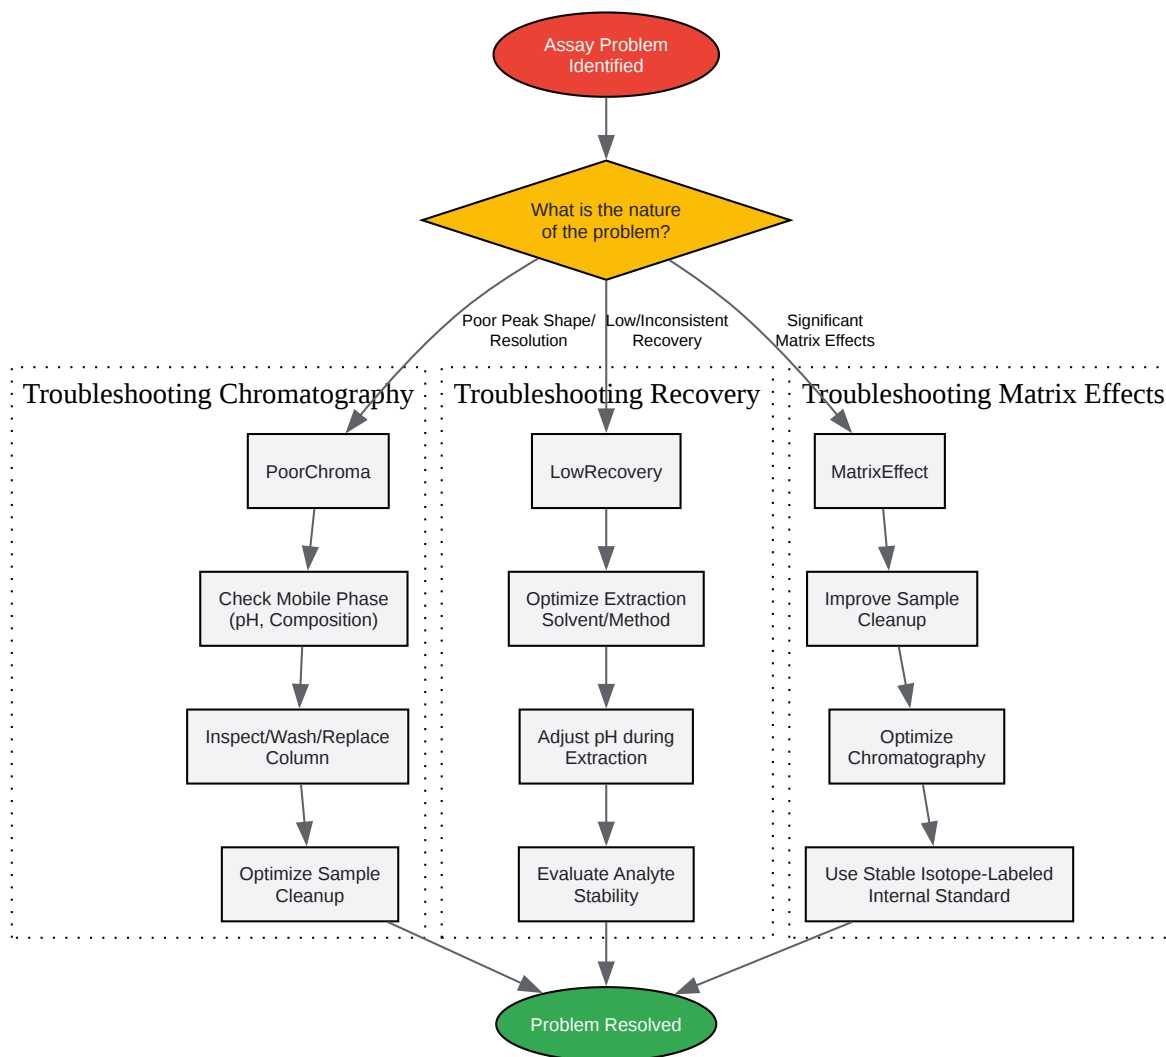 Assay Problem
Identified
What is the nature
of the problem?
Poor Peak Shape/
Resolution
Low/Inconsistent
Recovery
Significant
Matrix Effects
Troubleshooting Chromatography
PoorChroma
Check Mobile Phase
(pH, Composition)
Inspect/Wash/Replace
Column
Optimize Sample
Cleanup
Troubleshooting Recovery
LowRecovery
Optimize Extraction
Solvent/Method
Adjust pH during
Extraction
Evaluate Analyte
Stability
Troubleshooting Matrix Effects
MatrixEffect
Improve Sample
Cleanup
Optimize
Chromatography
Use Stable Isotope-Labeled
Internal Standard
Problem Resolved